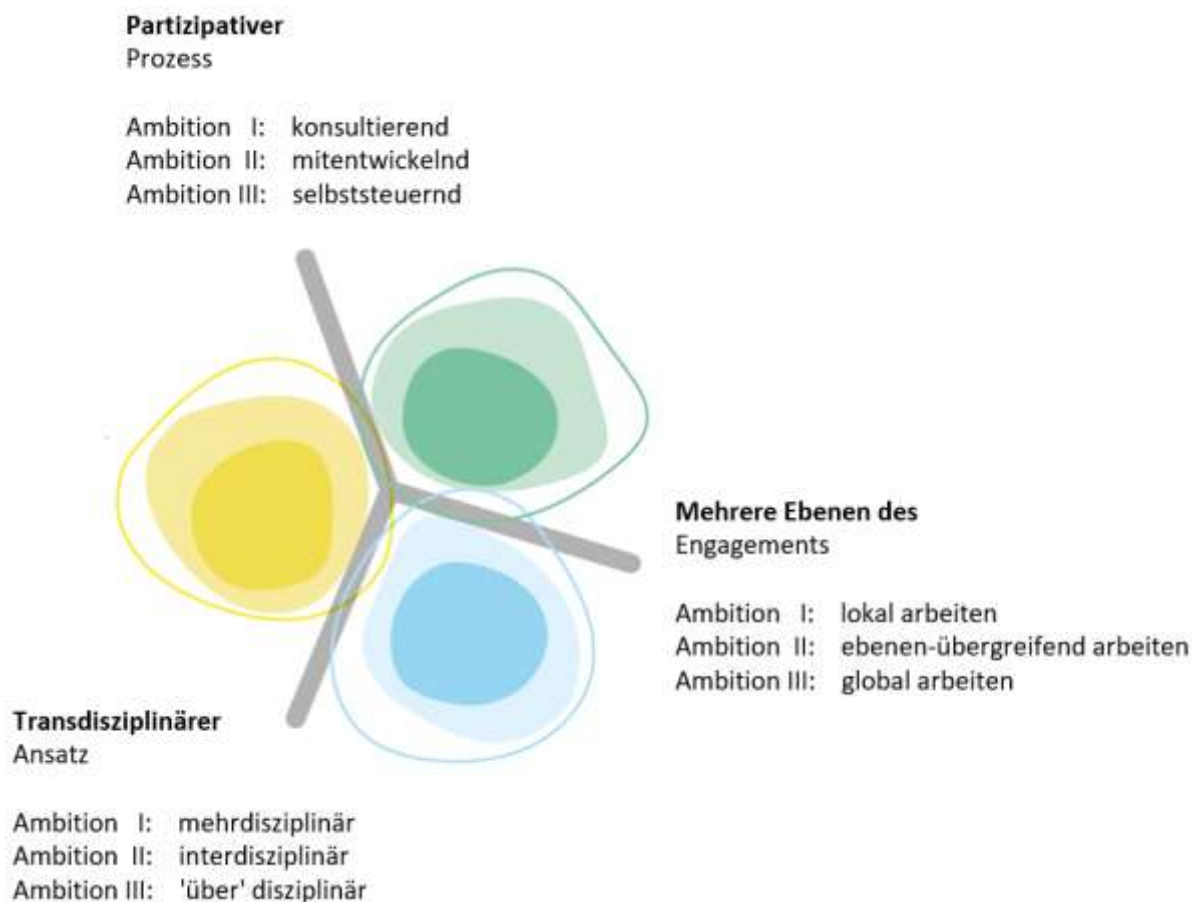 Partizipativer
Prozess
Ambition I: konsultierend
Ambition II: mitentwickelnd
Ambition III: selbststeuernd
Mehrere Ebenen des
Engagements
Ambition I: lokal arbeiten
Ambition II: ebenen-übergreifend arbeiten
Ambition III: global arbeiten
Transdisziplinärer
Ansatz
Ambition I: mehrdisziplinär
Ambition II: interdisziplinär
Ambition III: 'über' disziplinär